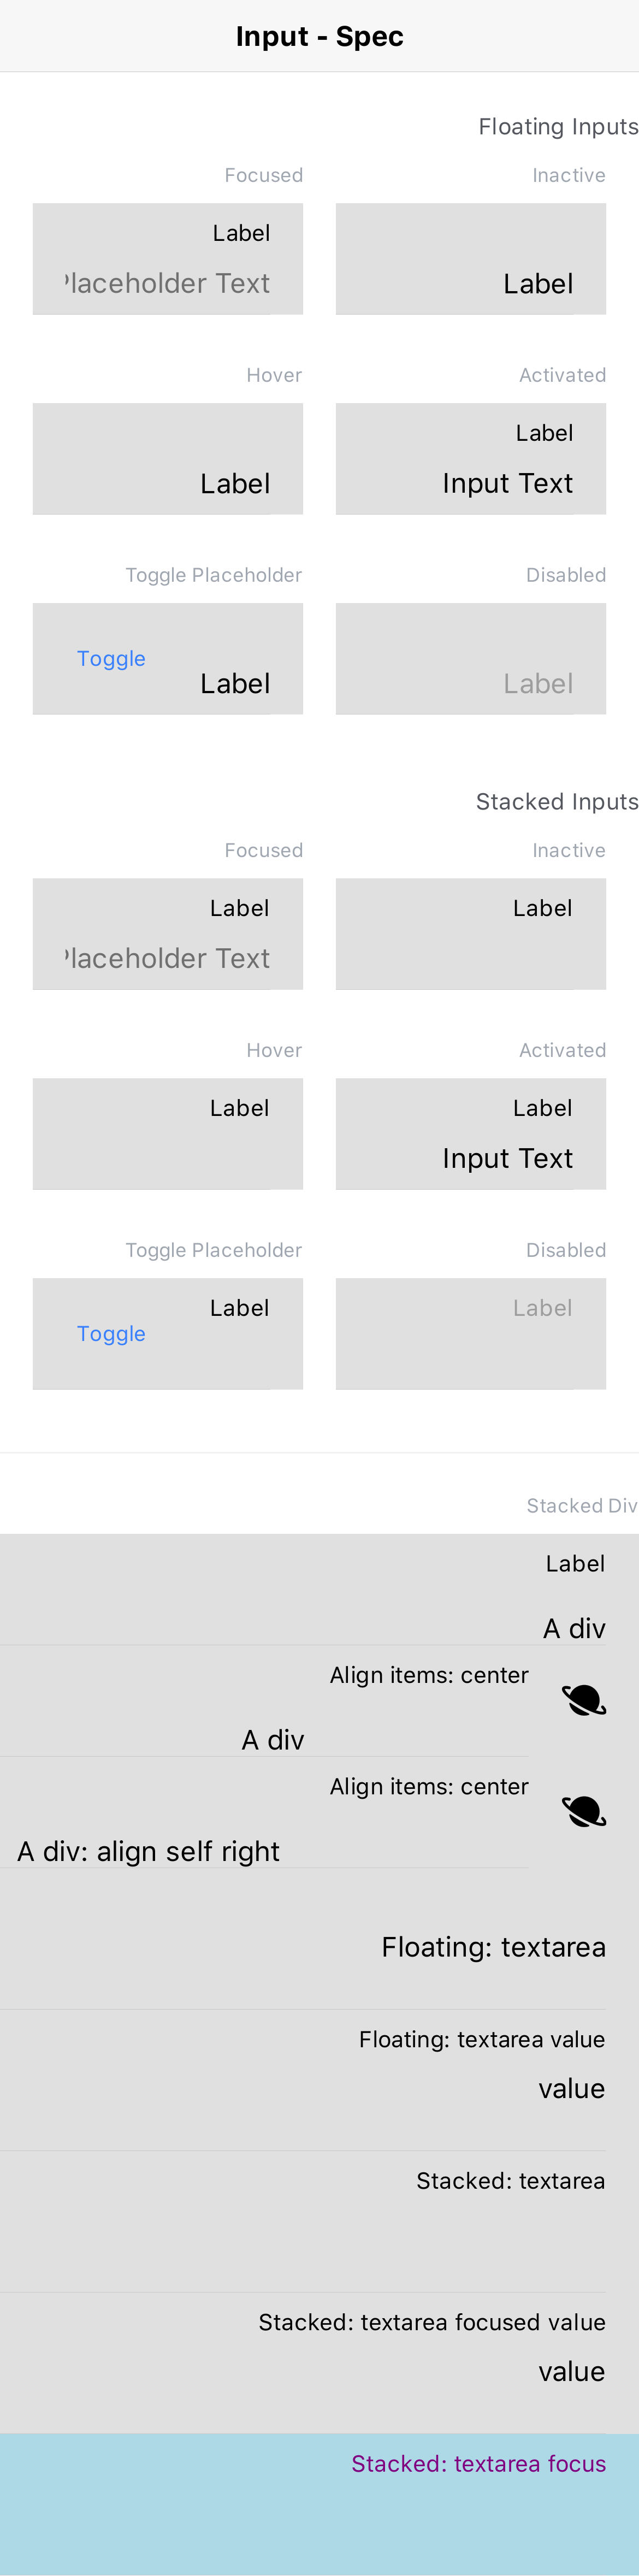 Input - Spec
Floating Inputs
Focused
Inactive
Label
Placeholder Text
Label
Hover
Activated
Label
Label
Input Text
Toggle Placeholder
Disabled
Toggle
Label
Label
Stacked Inputs
Focused
Inactive
Label
Placeholder Text
Label
Hover
Activated
Label
Label
Input Text
Toggle Placeholder
Disabled
Label
Toggle
Label
Stacked Div
Label
A div
Align items: center
A div
Align items: center
A div: align self right
Floating: textarea
Floating: textarea value
value
Stacked: textarea
Stacked: textarea focused value
value
Stacked: textarea focus